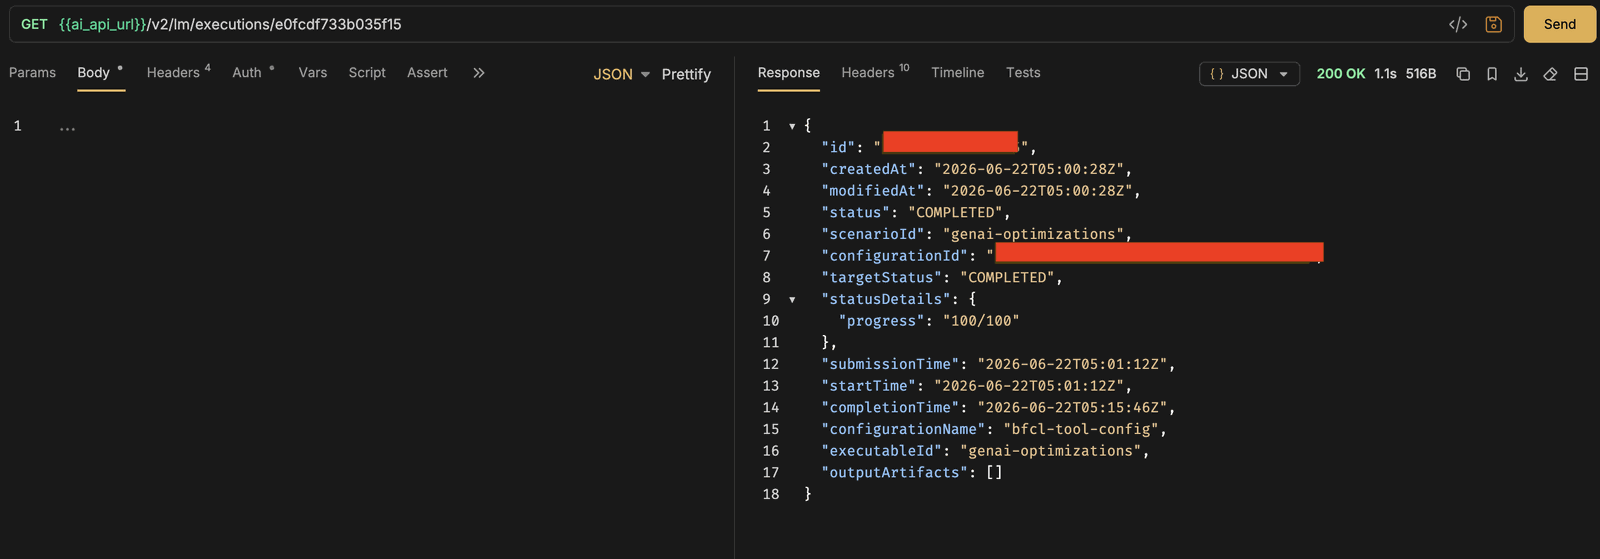 GET {{ai_api_url}}/v2/lm/executions/e0fcdf733b035f15 </> Send
Params Body Headers 4 Auth Vars Script Assert >> JSON Prettify
1 ...
Response Headers 10 Timeline Tests { } JSON 200 OK 1.1s 516B
1 {
2 "id": " ",
3 "createdAt": "2026-06-22T05:00:28Z",
4 "modifiedAt": "2026-06-22T05:00:28Z",
5 "status": "COMPLETED",
6 "scenarioId": "genai-optimizations",
7 "configurationId": "
8 "targetStatus": "COMPLETED",
9 "statusDetails": {
10 "progress": "100/100"
11 },
12 "submissionTime": "2026-06-22T05:01:12Z",
13 "startTime": "2026-06-22T05:01:12Z",
14 "completionTime": "2026-06-22T05:15:46Z",
15 "configurationName": "bfcl-tool-config",
16 "executableId": "genai-optimizations",
17 "outputArtifacts": []
18 }